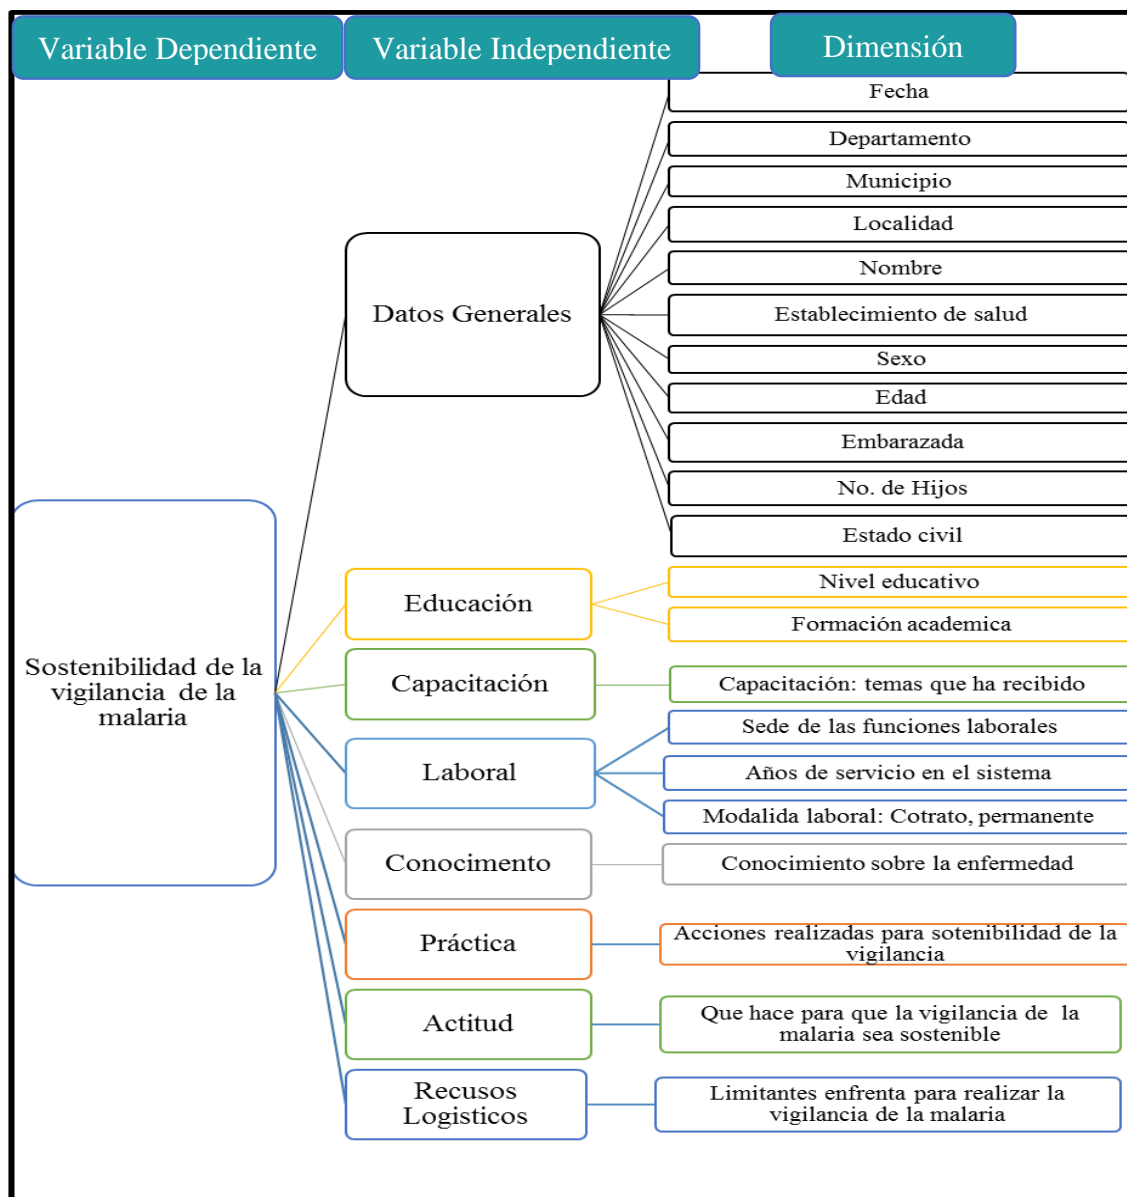 Variable Dependiente
Variable Independiente
Dimensión
Fecha
Departamento
Municipio
Localidad
Nombre
Datos Generales
Establecimiento de salud
Sexo
Edad
Embarazada
No. de Hijos
Estado civil
Sostenibilidad de la
vigilancia de la
malaria
Educación
Nivel educativo
Formación academica
Capacitación
Capacitación: temas que ha recibido
Laboral
Sede de las funciones laborales
Años de servicio en el sistema
Modalida laboral: Cotrato, permanente
Conocimento
Conocimiento sobre la enfermedad
Práctica
Acciones realizadas para sotenibilidad de la
vigilancia
Actitud
Que hace para que la vigilancia de la
malaria sea sostenible
Recusos
Logisticos
Limitantes enfrenta para realizar la
vigilancia de la malaria